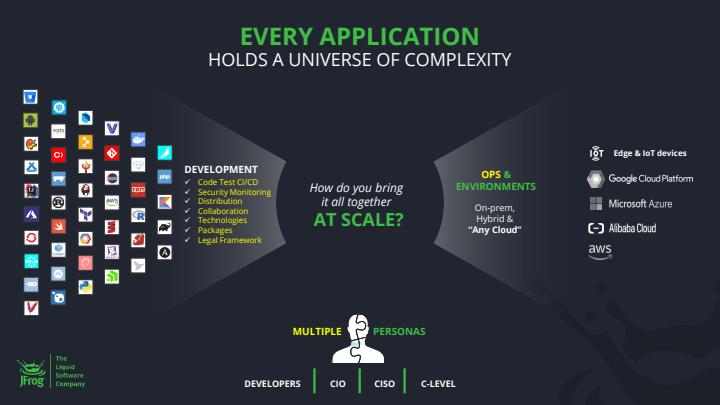 EVERY APPLICATION
HOLDS A UNIVERSE OF COMPLEXITY
DEVELOPMENT
Code Test CI/CD
Security Monitoring
Distribution
Collaboration
Technologies
Packages
Legal Framework
How do you bring
it all together
AT SCALE?
OPS &
ENVIRONMENTS
On-prem,
Hybrid &
“Any Cloud”
IoT
Edge & IoT devices
Google Cloud Platform
Microsoft Azure
Alibaba Cloud
aws
php
aws
MULTIPLE
PERSONAS
DEVELOPERS
CIO
CISO
C-LEVEL
JFrog
The
Liquid
Software
Company